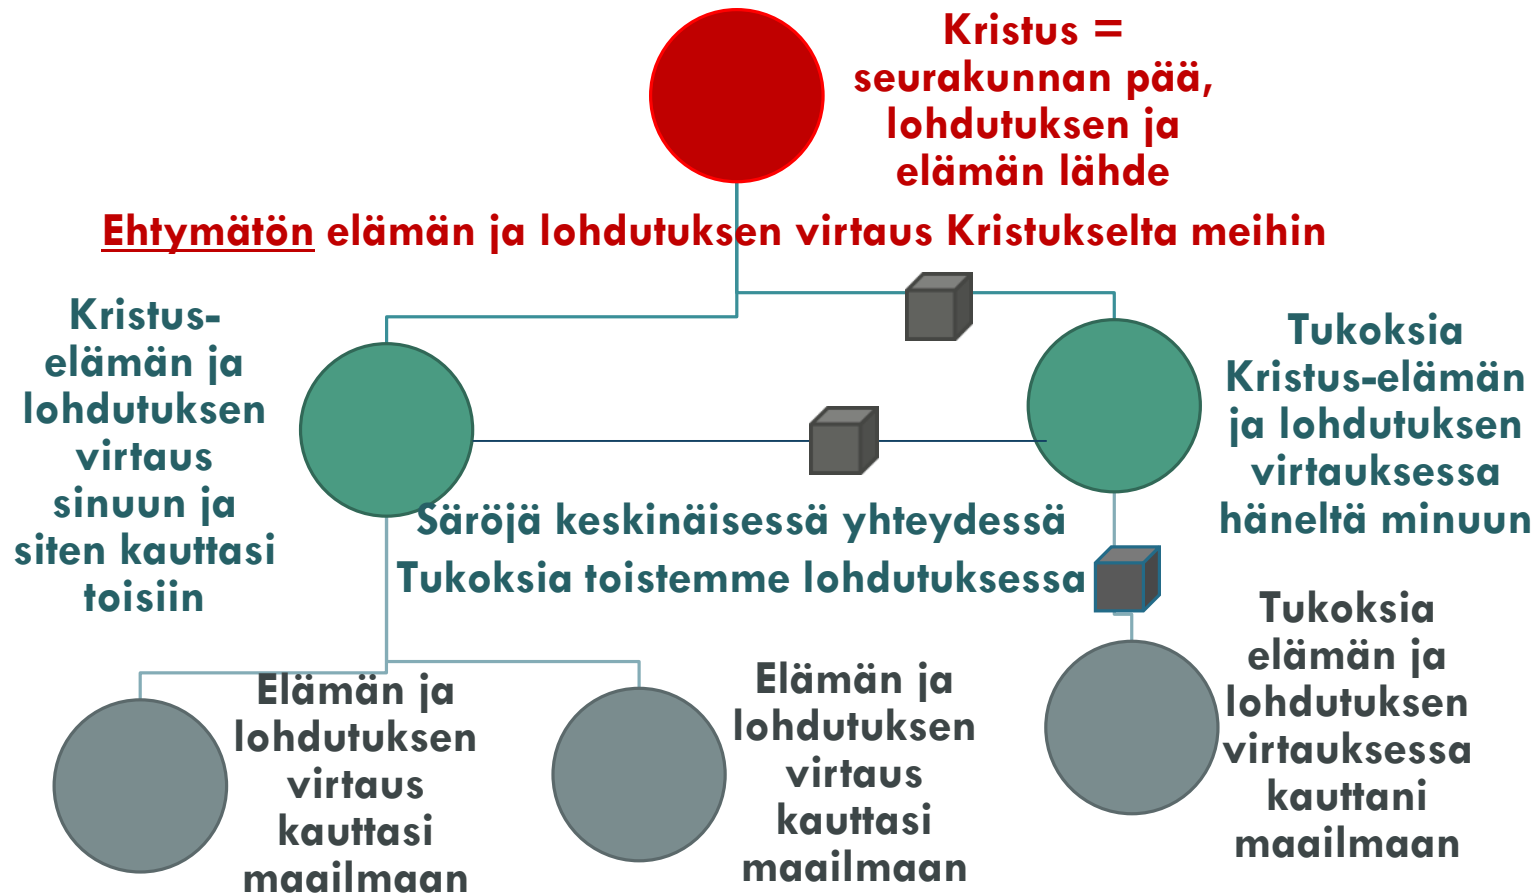 Kristus =
seurakunnan pää,
lohdutuksen ja
elämän lähde
Ehtymätön elämän ja lohdutuksen virtaus Kristukselta meihin
Kristus-
elämän ja
lohdutuksen
virtaus
sinuun ja
siten kauttasi
toisiin
Tukoksia
Kristus-elämän
ja lohdutuksen
virtauksessa
häneltä minuun
Säröjä keskinäisessä yhteydessä
Tukoksia toistemme lohdutuksessa
Elämän ja
lohdutuksen
virtaus
kauttasi
maailmaan
Elämän ja
lohdutuksen
virtaus
kauttasi
maailmaan
Tukoksia
elämän ja
lohdutuksen
virtauksessa
kauttani
maailmaan